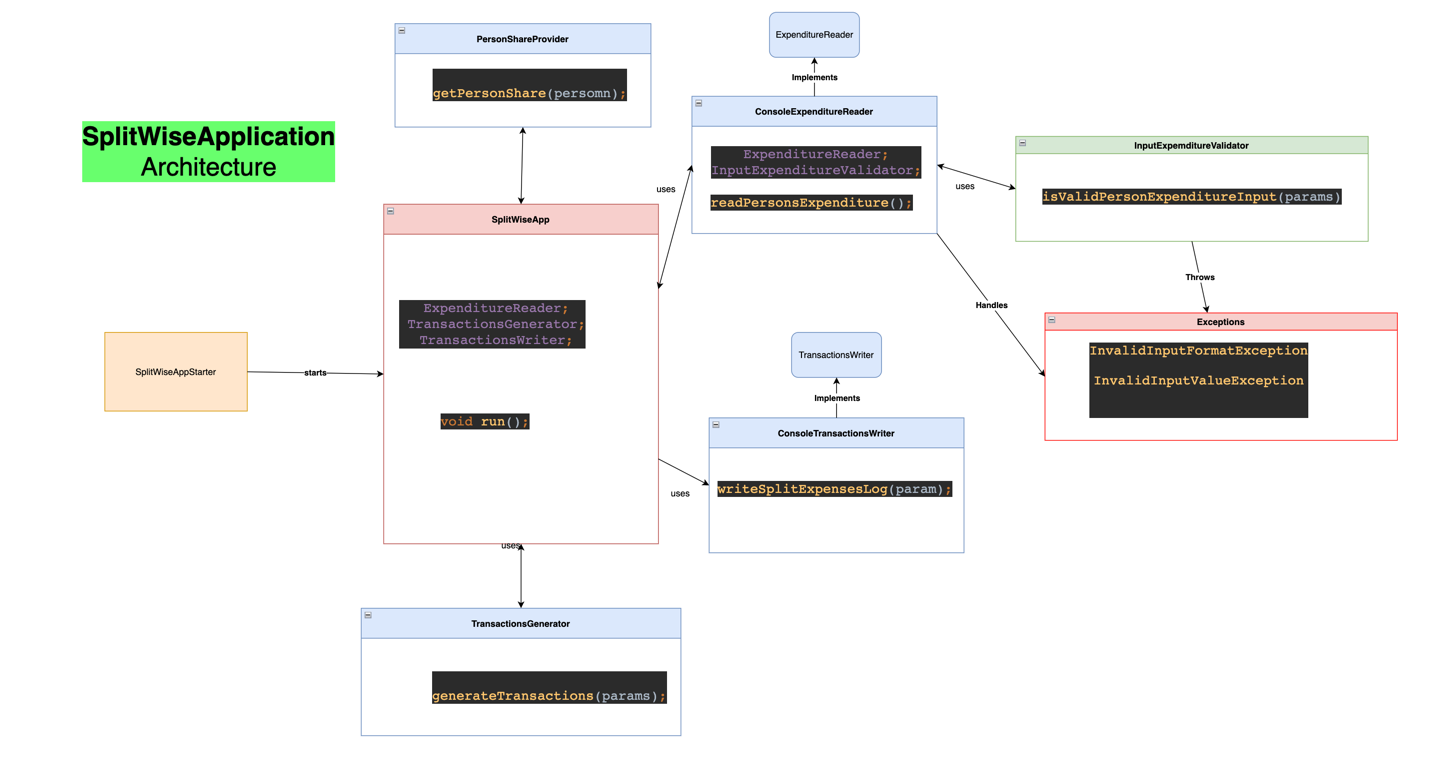 SplitWiseApplication
Architecture
PersonShareProvider
getPersonShare(persomn);
ExpenditureReader
Implements
ConsoleExpenditureReader
ExpenditureReader;
InputExpenditureValidator;
readPersonsExpenditure();
uses
uses
InputExpemditureValidator
isValidPersonExpenditureInput(params)
Throws
Handles
Exceptions
InvalidInputFormatException
InvalidInputValueException
SplitWiseApp
ExpenditureReader;
TransactionsGenerator;
TransactionsWriter;
void run();
SplitWiseAppStarter
starts
TransactionsWriter
Implements
ConsoleTransactionsWriter
writeSplitExpensesLog(param);
uses
uses
TransactionsGenerator
generateTransactions(params);